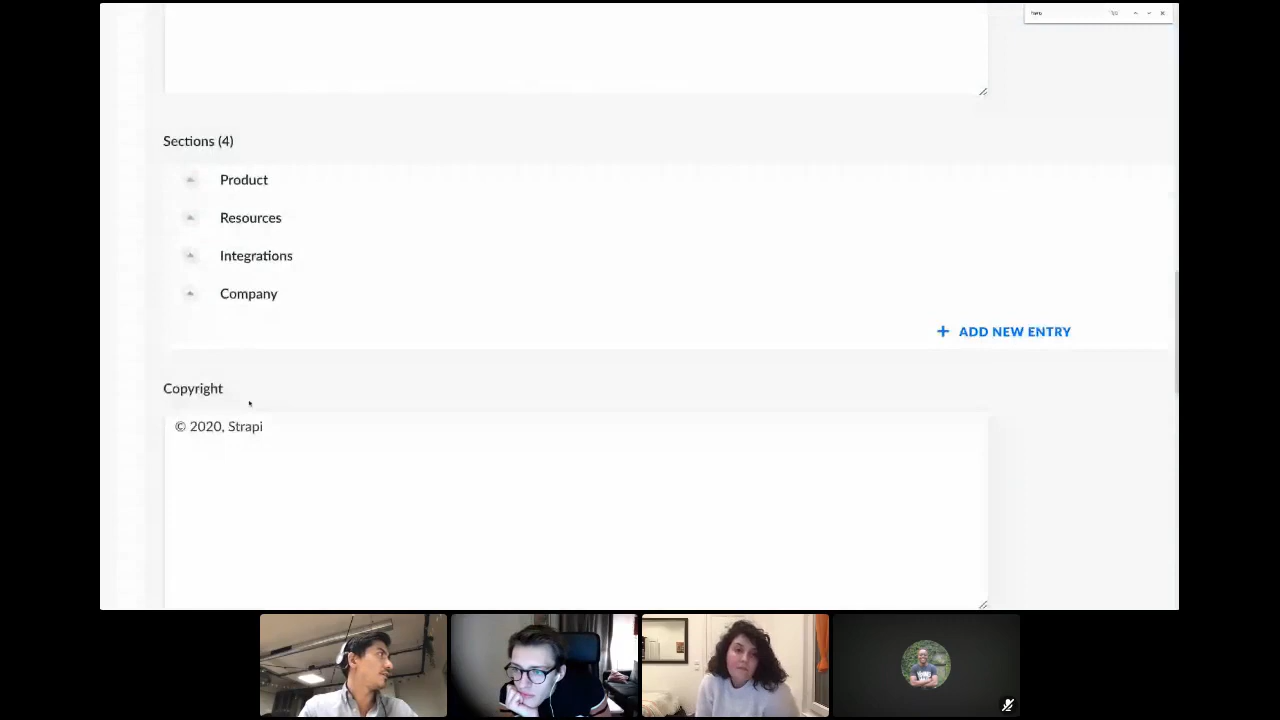 Sections (4)
Product
Resources
Integrations
Company
+ ADD NEW ENTRY
Copyright
© 2020, Strapi